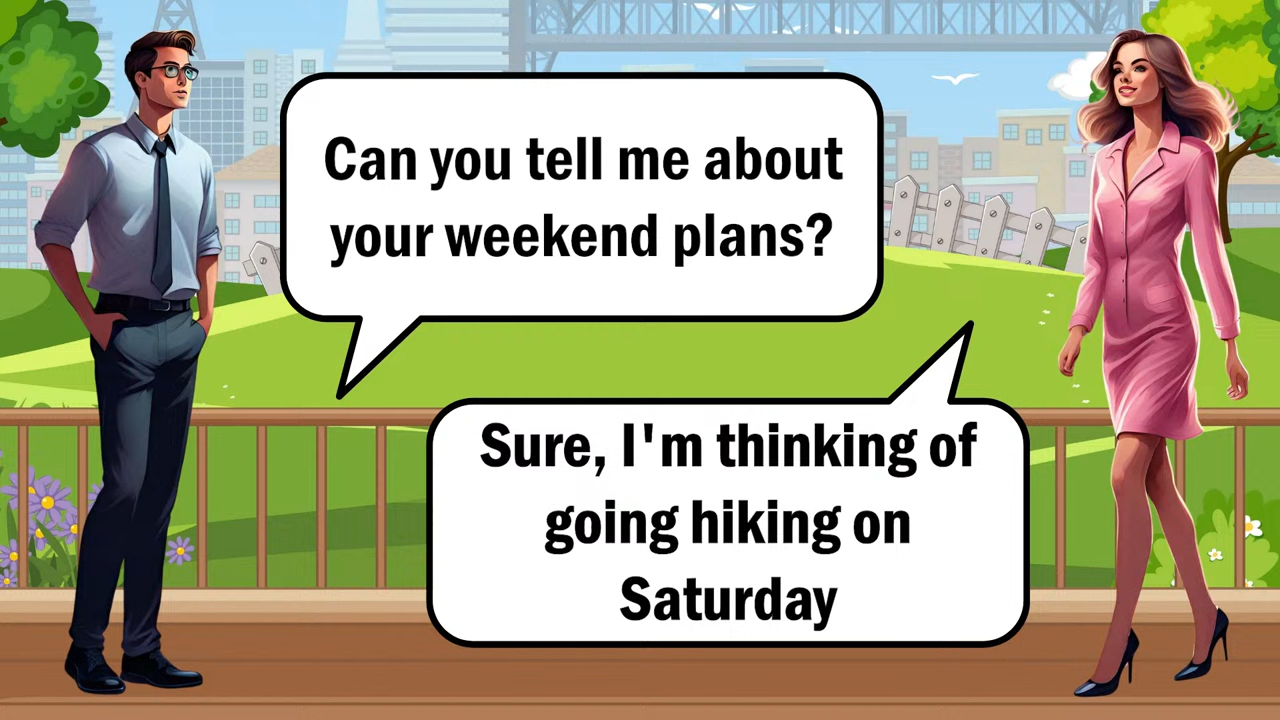 Can you tell me about
your weekend plans?
Sure, I'm thinking of
going hiking on
Saturday